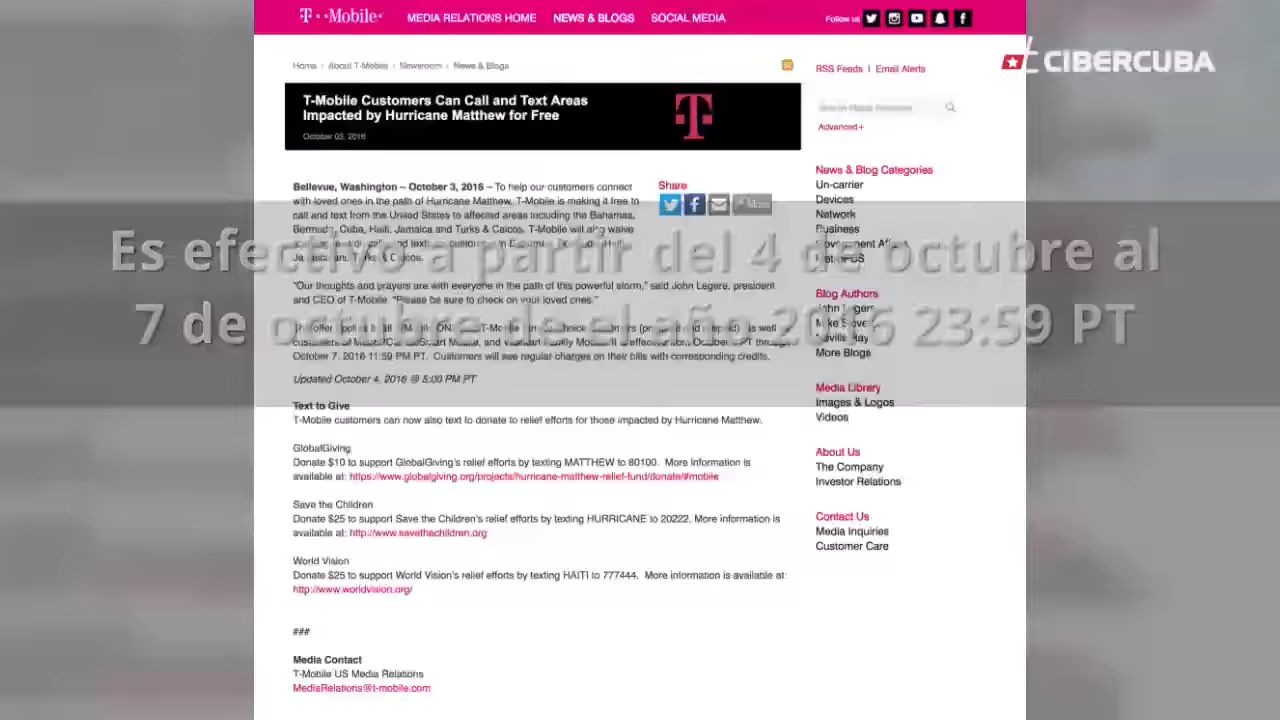 T··Mobile·
MEDIA RELATIONS HOME NEWS & BLOGS SOCIAL MEDIA
Follow us
CIBERCUBA
Home › About T-Mobile › Newsroom › News & Blogs
RSS Feeds | Email Alerts
T-Mobile Customers Can Call and Text Areas
Impacted by Hurricane Matthew for Free
October 03, 2016
Advanced+
Bellevue, Washington – October 3, 2016 – To help our customers connect
with loved ones in the path of Hurricane Matthew, T-Mobile is making it free to
call and text from the United States to affected areas including the Bahamas,
Bermuda, Cuba, Haiti, Jamaica and Turks & Caicos. T-Mobile will also waive
Share
More
Es efectivo a partir del 4 de octubre al
7 de octubre de el año 2016 23:59 PT
"Our thoughts and prayers are with everyone in the path of this powerful storm," said John Legere, president
and CEO of T-Mobile. "Please be sure to check on your loved ones."
October 7, 2016 11:59 PM PT. Customers will see regular charges on their bills with corresponding credits.
Updated October 4, 2016 @ 5:00 PM PT
Text to Give
T-Mobile customers can now also text to donate to relief efforts for those impacted by Hurricane Matthew.
GlobalGiving
Donate $10 to support GlobalGiving's relief efforts by texting MATTHEW to 80100. More information is
available at: https://www.globalgiving.org/projects/hurricane-matthew-relief-fund/donate/#mobile
Save the Children
Donate $25 to support Save the Children's relief efforts by texting HURRICANE to 20222. More information is
available at: http://www.savethechildren.org
World Vision
Donate $25 to support World Vision's relief efforts by texting HAITI to 777444. More information is available at:
http://www.worldvision.org/
###
Media Contact
T-Mobile US Media Relations
MediaRelations@t-mobile.com
News & Blog Categories
Un-carrier
Devices
Network
Business
Blog Authors
John Legere
More Blogs
Media Library
Images & Logos
Videos
About Us
The Company
Investor Relations
Contact Us
Media Inquiries
Customer Care